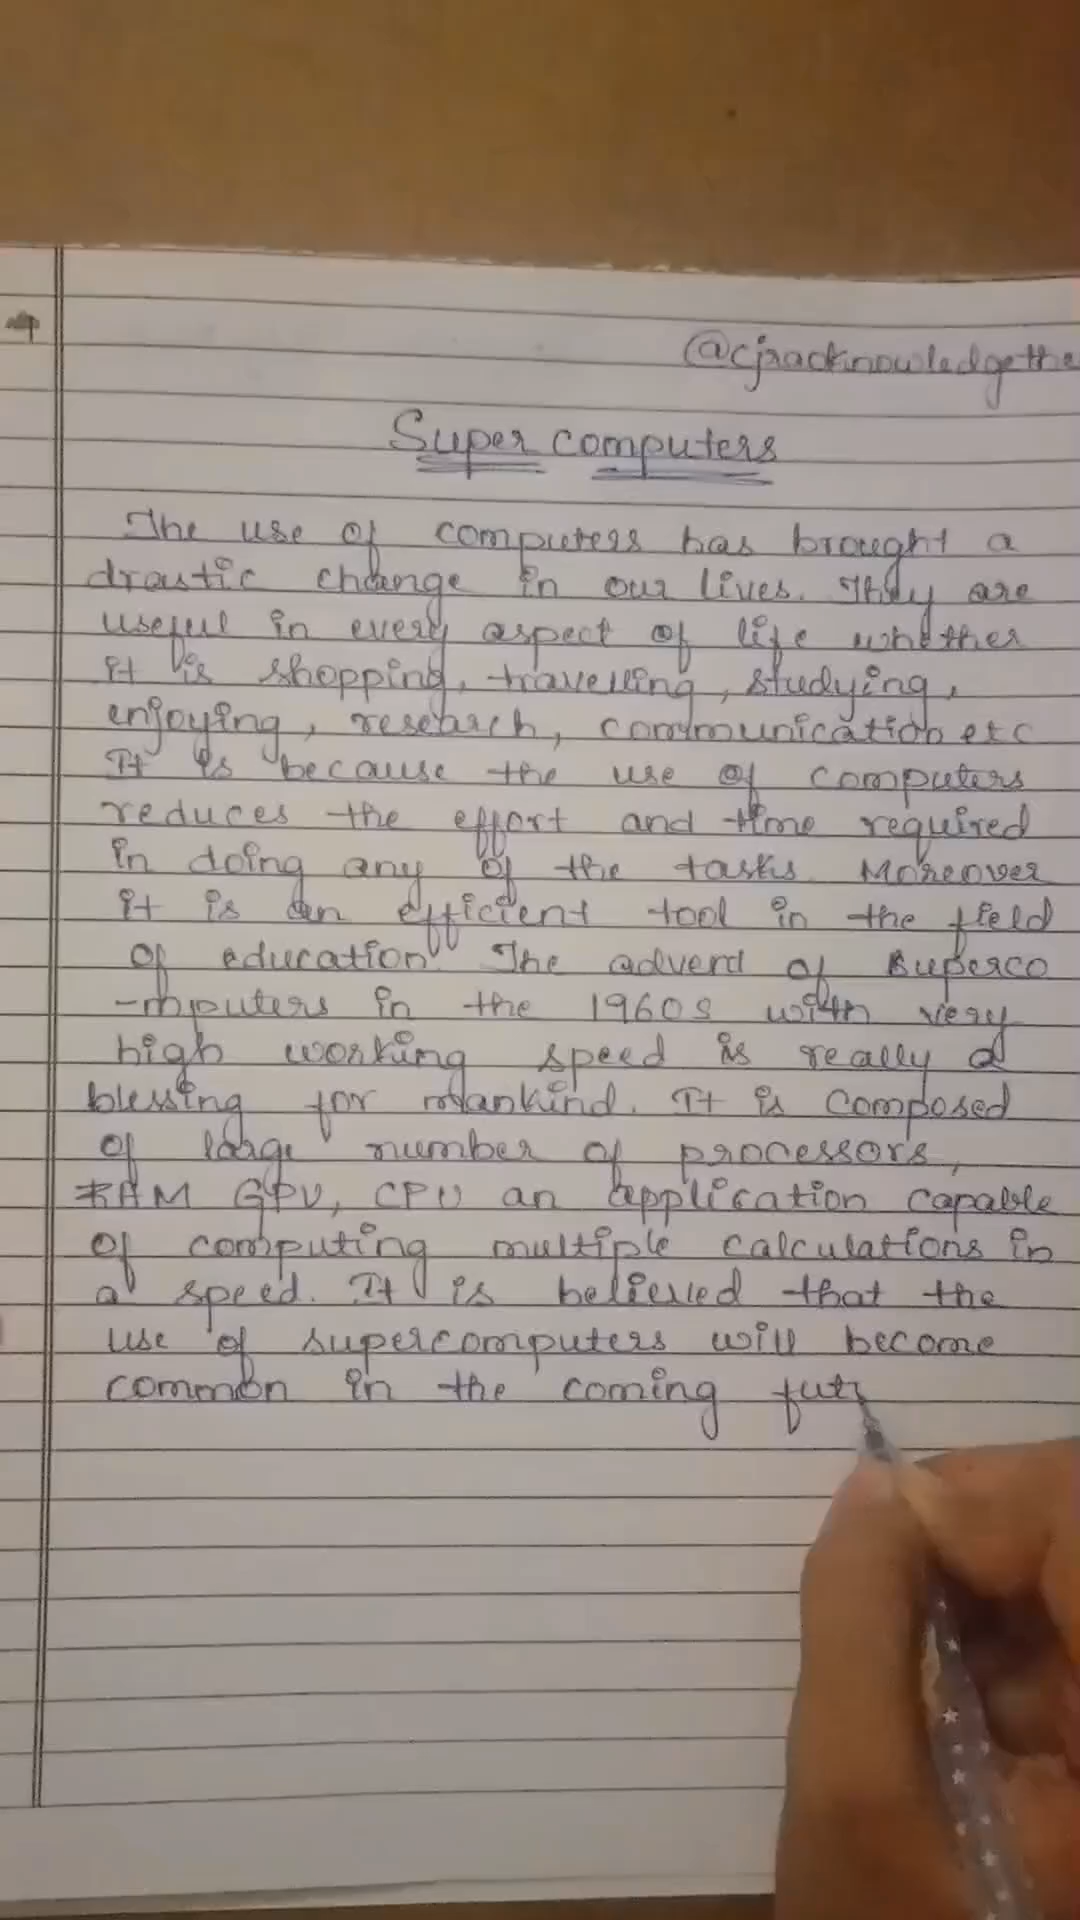 @cjracknowledgethe
Super computers
The use of computers has brought a
drastic change in our lives. They are
useful in every aspect of life whether
it is shopping, travelling, studying,
enjoying, research, communication etc
It is because the use of computers
reduces the effort and time required
in doing any of the tasks. Moreover
it is an efficient tool in the field
of education. The adverd of superco
-mputers in the 1960s with very
high working speed is really a
blessing for mankind. It is composed
of large number of processors,
RAM GPU, CPU an application capable
of computing multiple calculations in
a speed. It is believed that the
use of supercomputers will become
common in the coming futu